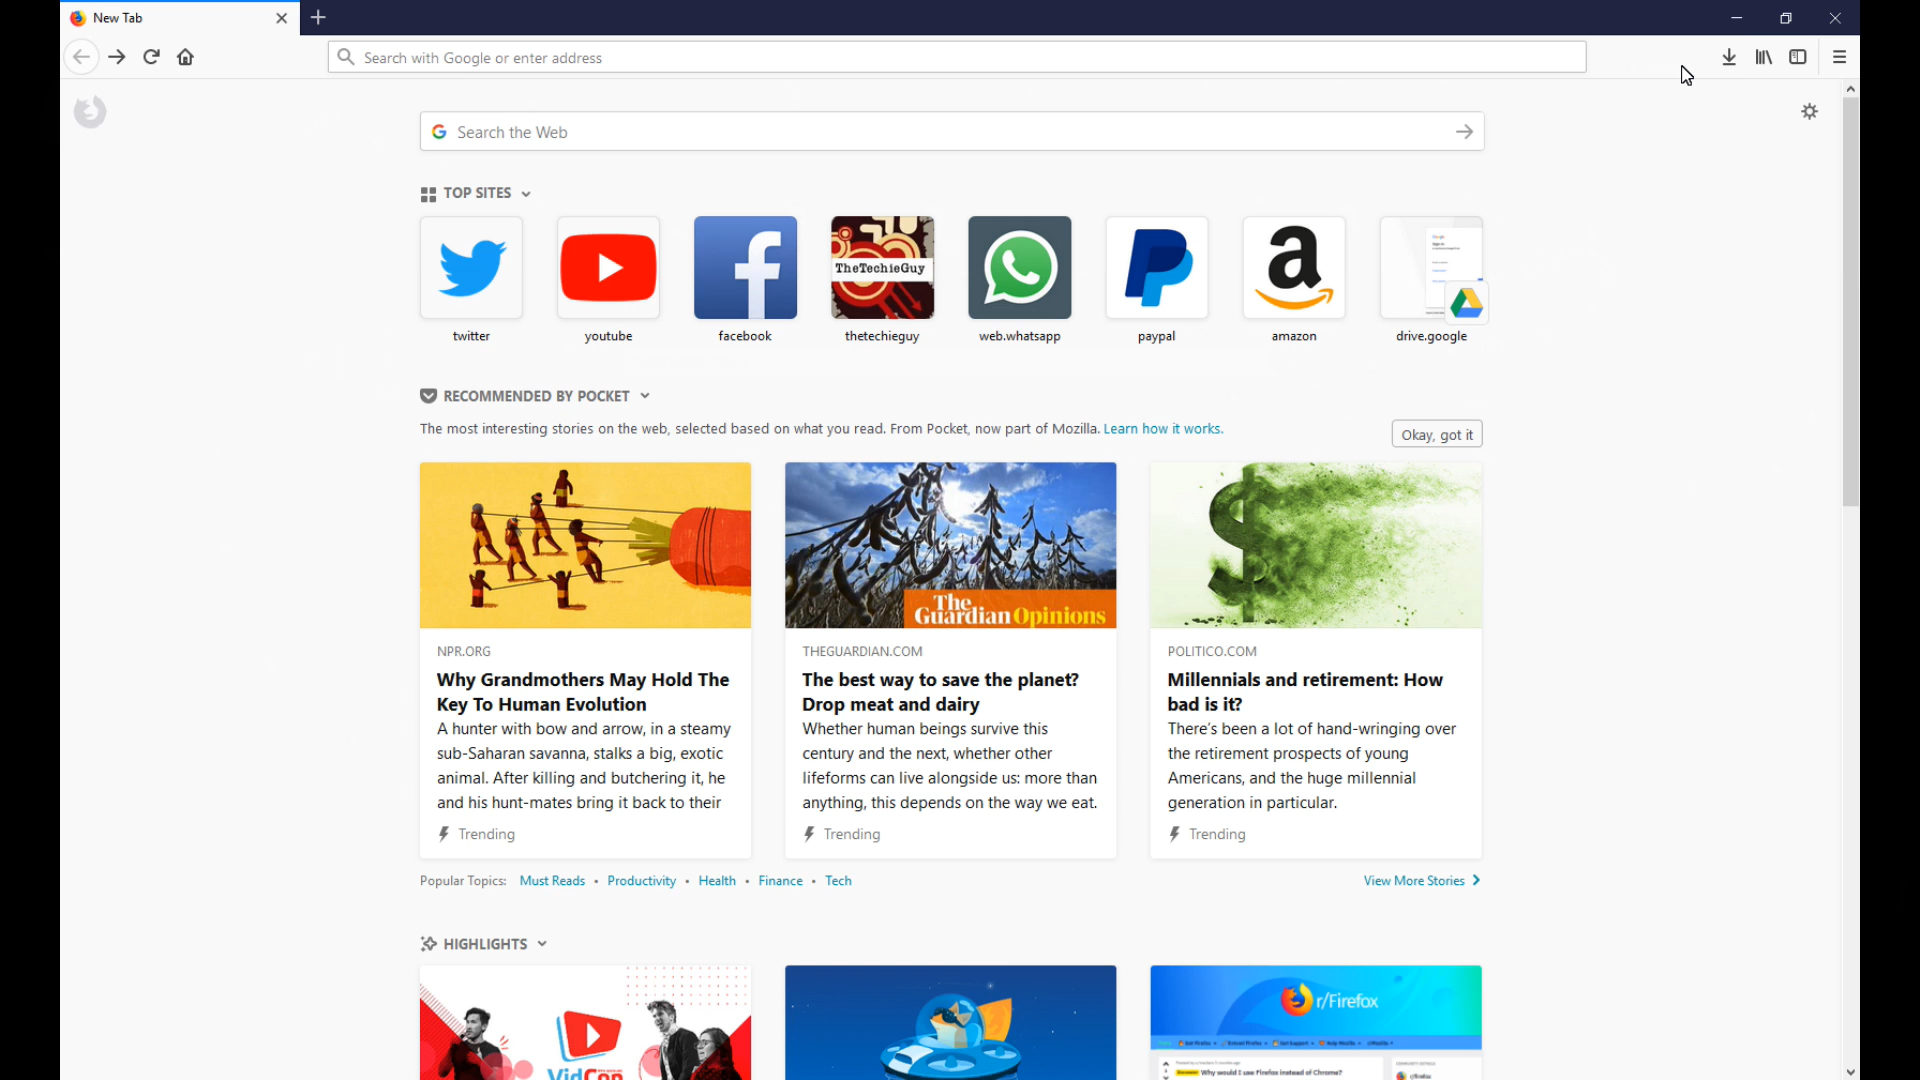 New Tab
Search with Google or enter address
Search the Web
TOP SITES
TheTechieGuy
twitter
youtube
facebook
thetechieguy
web.whatsapp
paypal
amazon
drive.google
RECOMMENDED BY POCKET
The most interesting stories on the web, selected based on what you read. From Pocket, now part of Mozilla. Learn how it works.
Okay, got it
The Guardian Opinions
NPR.ORG
Why Grandmothers May Hold The
Key To Human Evolution
A hunter with bow and arrow, in a steamy
sub-Saharan savanna, stalks a big, exotic
animal. After killing and butchering it, he
and his hunt-mates bring it back to their
Trending
THEGUARDIAN.COM
The best way to save the planet?
Drop meat and dairy
Whether human beings survive this
century and the next, whether other
lifeforms can live alongside us: more than
anything, this depends on the way we eat.
Trending
POLITICO.COM
Millennials and retirement: How
bad is it?
There's been a lot of hand-wringing over
the retirement prospects of young
Americans, and the huge millennial
generation in particular.
Trending
Popular Topics: Must Reads • Productivity • Health • Finance • Tech
View More Stories
HIGHLIGHTS
VidCon
r/Firefox
Why would I use Firefox instead of Chrome?
r/firefox